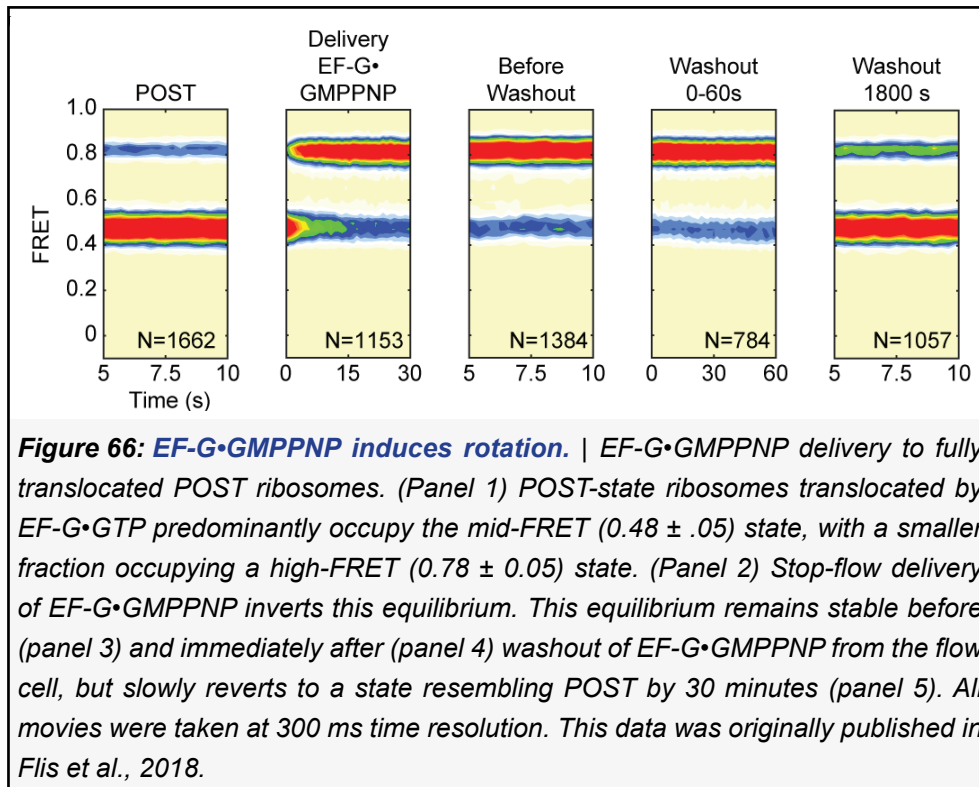 Delivery
EF-G•
GMPPNP
POST
Before
Washout
Washout
0-60s
Washout
1800 s
1.0
0.8
0.6
0.4
0.2
0
FRET
N=1662
N=1153
N=1384
N=784
N=1057
5 7.5 10
0 15 30
5 7.5 10
0 30 60
5 7.5 10
Time (s)
Figure 66: EF-G•GMPPNP induces rotation. | EF-G•GMPPNP delivery to fully
translocated POST ribosomes. (Panel 1) POST-state ribosomes translocated by
EF-G•GTP predominantly occupy the mid-FRET (0.48 ± .05) state, with a smaller
fraction occupying a high-FRET (0.78 ± 0.05) state. (Panel 2) Stop-flow delivery
of EF-G•GMPPNP inverts this equilibrium. This equilibrium remains stable before
(panel 3) and immediately after (panel 4) washout of EF-G•GMPPNP from the flow
cell, but slowly reverts to a state resembling POST by 30 minutes (panel 5). Al
movies were taken at 300 ms time resolution. This data was originally published in
Flis et al., 2018.